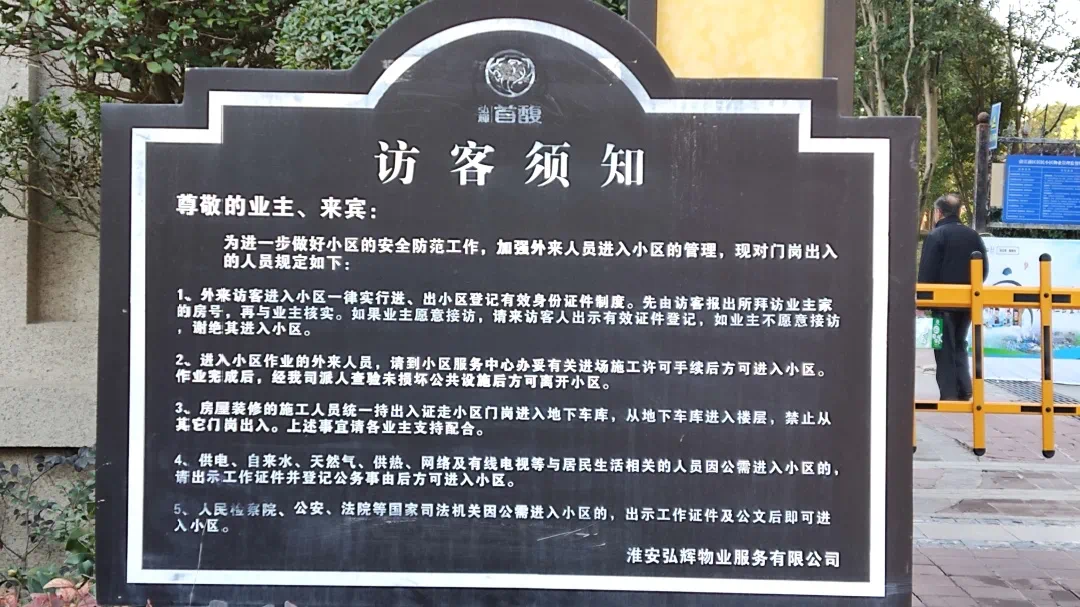 首馥
访客须知
尊敬的业主、来宾：
为进一步做好小区的安全防范工作，加强外来人员进入小区的管理，现对门岗出入
的人员规定如下：
1、外来访客进入小区一律实行进、出小区登记有效身份证件制度。先由访客报出所拜访业主家
的房号，再与业主核实。如果业主愿意接访，请来访客人出示有效证件登记，如业主不愿意接访
，谢绝其进入小区。
2、进入小区作业的外来人员，请到小区服务中心办妥有关进场施工许可手续后方可进入小区。
作业完成后，经我司派人查验未损坏公共设施后方可离开小区。
3、房屋装修的施工人员统一持出入证走小区门岗进入地下车库，从地下车库进入楼层，禁止从
其它门岗出入。上述事宜请各业主支持配合。
4、供电、自来水、天然气、供热、网络及有线电视等与居民生活相关的人员因公需进入小区的，
请出示工作证件并登记公务事由后方可进入小区。
5、人民检察院、公安、法院等国家司法机关因公需进入小区的，出示工作证件及公文后即可进
入小区。
淮安弘辉物业服务有限公司